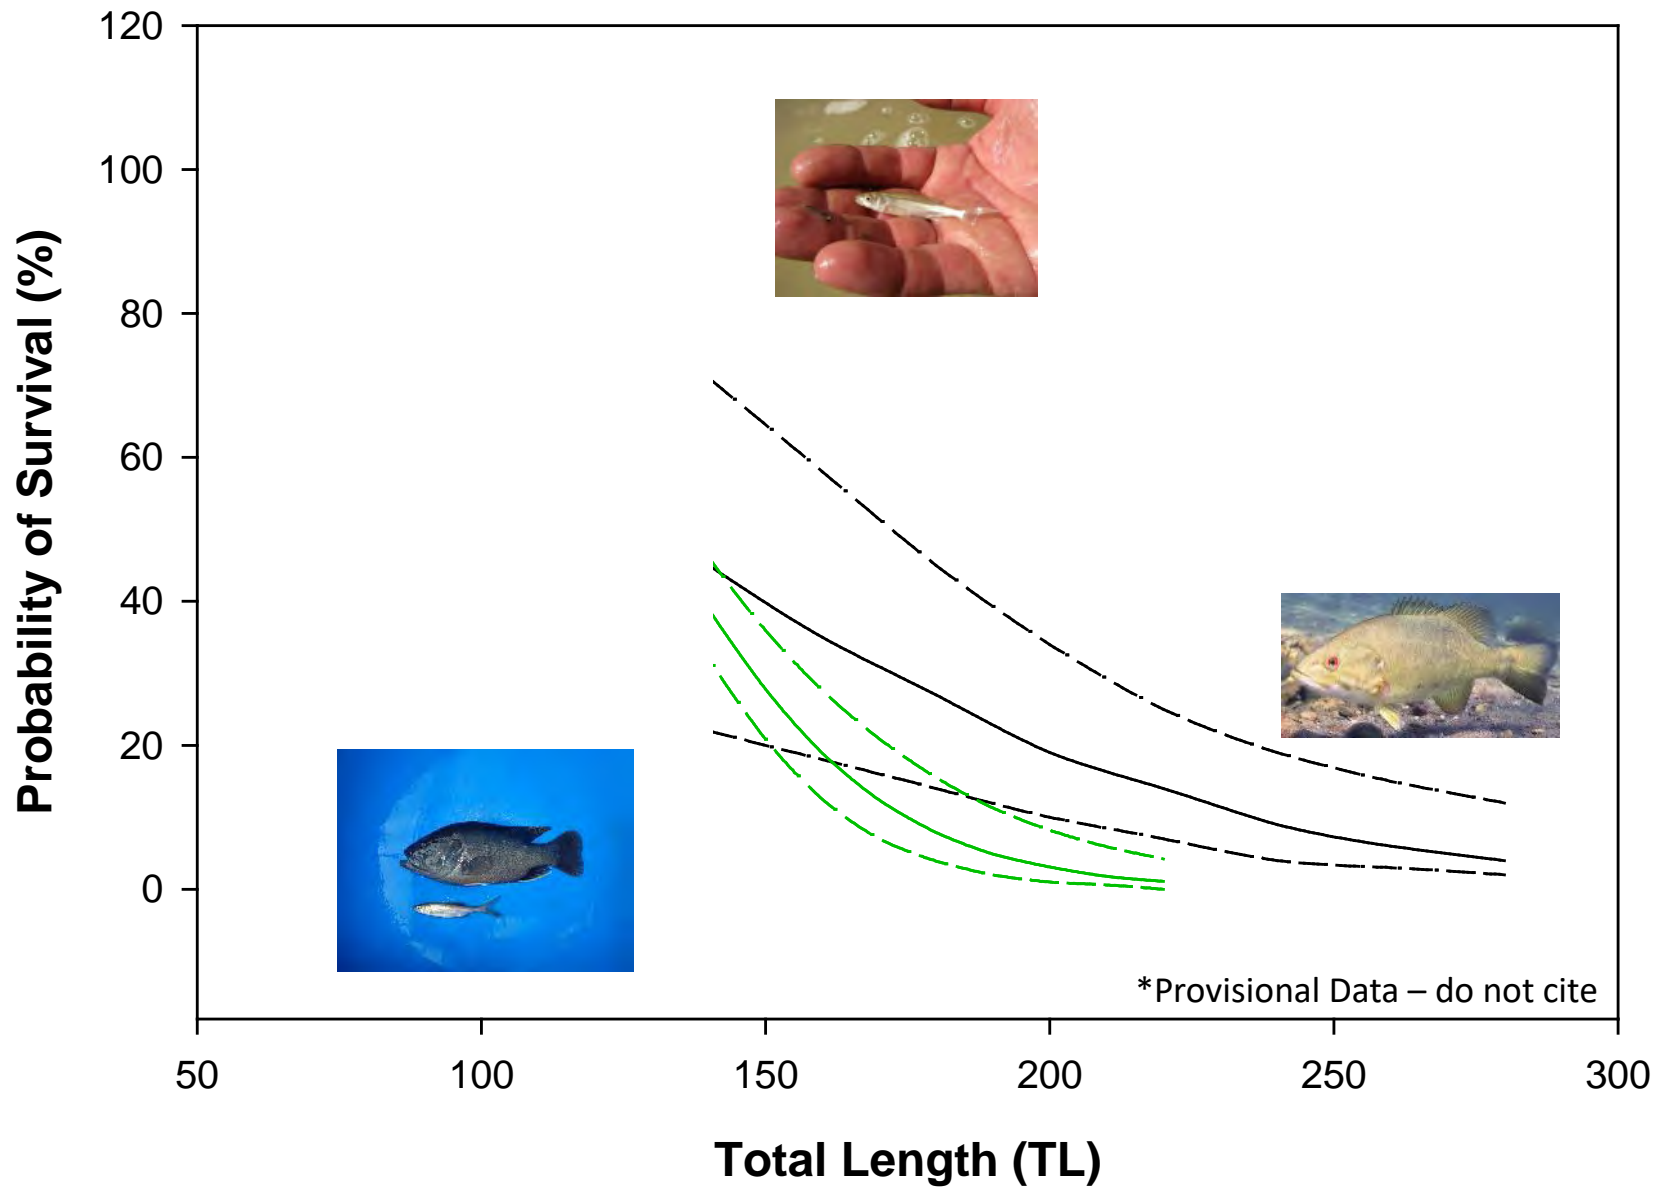 120
100
80
60
40
20
0
Probability of Survival (%)
*Provisional Data – do not cite
50 100 150 200 250 300
Total Length (TL)